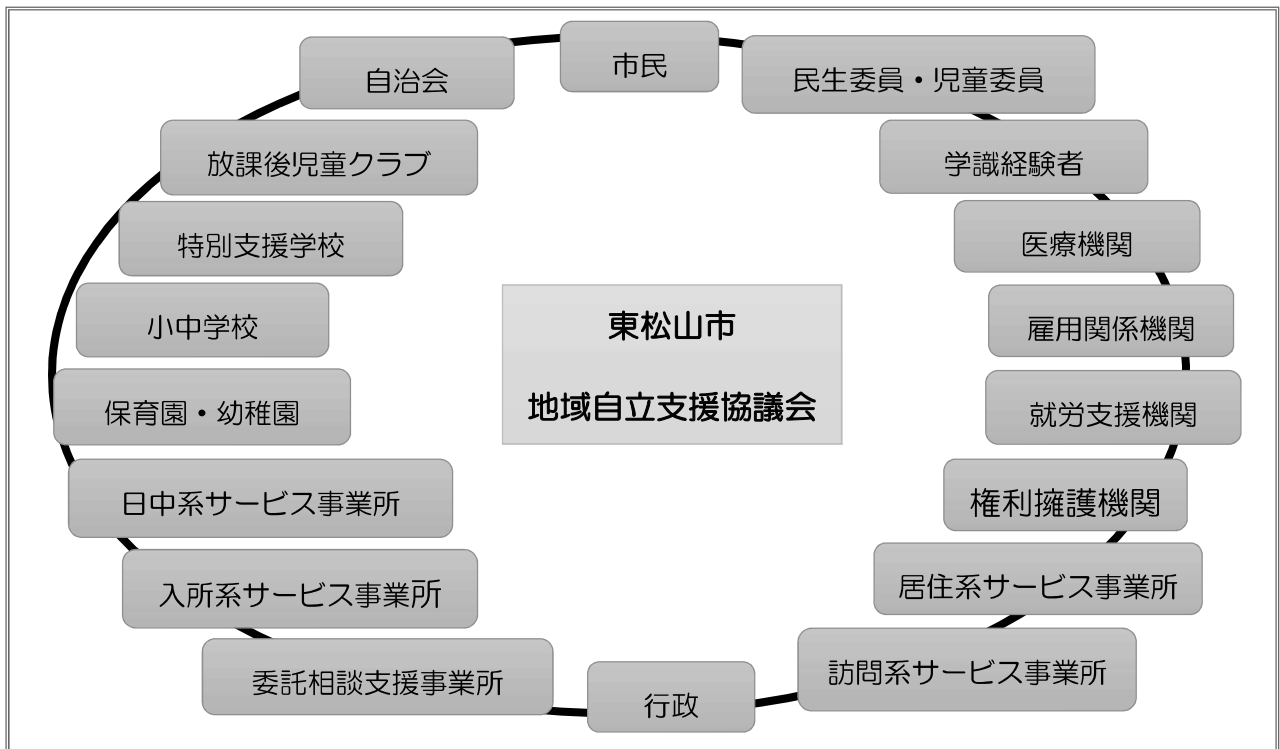 市民
自治会
民生委員・児童委員
放課後児童クラブ
学識経験者
特別支援学校
医療機関
小中学校
東松山市
地域自立支援協議会
雇用関係機関
保育園・幼稚園
就労支援機関
日中系サービス事業所
権利擁護機関
入所系サービス事業所
居住系サービス事業所
委託相談支援事業所
訪問系サービス事業所
行政